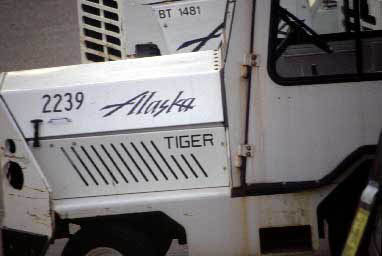 BT 1481
2239 Alaska
TIGER